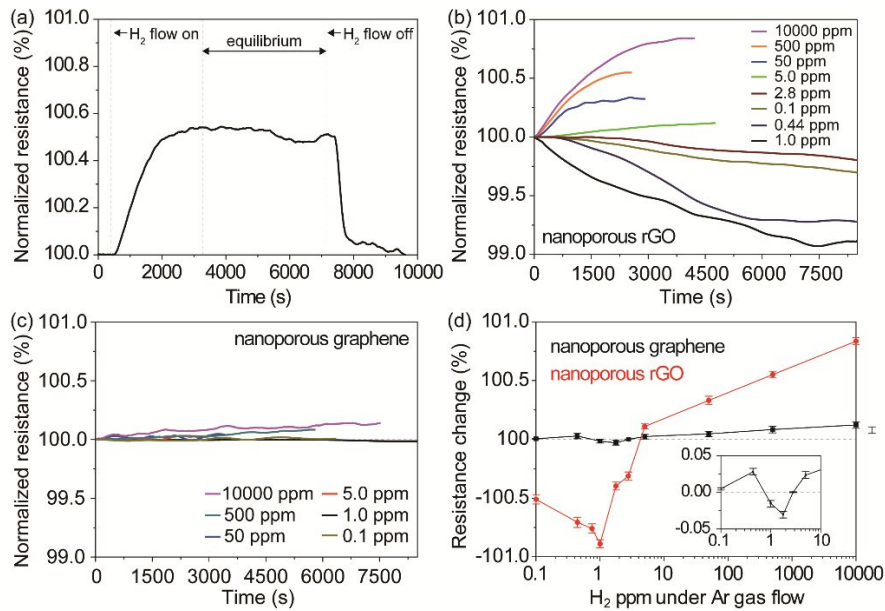 (a)
H₂ flow on
H₂ flow off
equilibrium
Normalized resistance (%)
101.0
100.8
100.6
100.4
100.2
100.0
0
2000
4000
6000
8000
10000
Time (s)
(b)
10000 ppm
500 ppm
50 ppm
5.0 ppm
2.8 ppm
0.1 ppm
0.44 ppm
1.0 ppm
nanoporous rGO
Normalized resistance (%)
101.0
100.5
100.0
99.5
99.0
0
1500
3000
4500
6000
7500
Time (s)
(c)
nanoporous graphene
10000 ppm
500 ppm
50 ppm
5.0 ppm
1.0 ppm
0.1 ppm
Normalized resistance (%)
101.0
100.5
100.0
99.5
99.0
0
1500
3000
4500
6000
7500
Time (s)
(d)
nanoporous graphene
nanoporous rGO
Resistance change (%)
101.0
100.5
100
-100.5
-101.0
0.1
1
10
100
1000
10000
H₂ ppm under Ar gas flow
0.05
0.00
-0.05
0.1
1
10